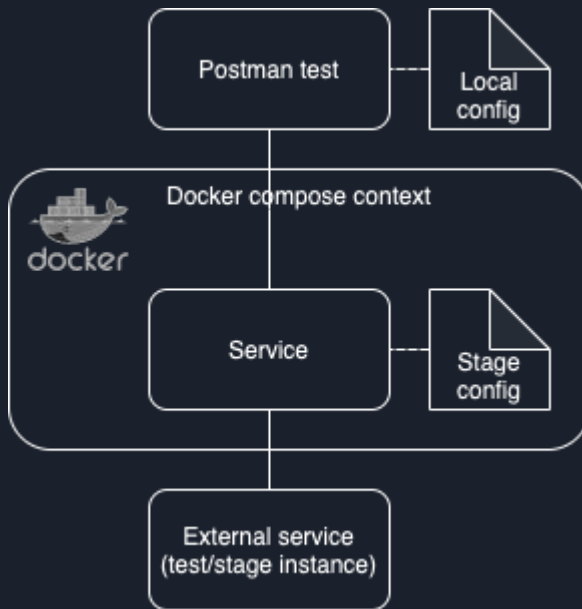 Postman test
Local
config
Docker compose context
docker
Service
Stage
config
External service
(test/stage instance)